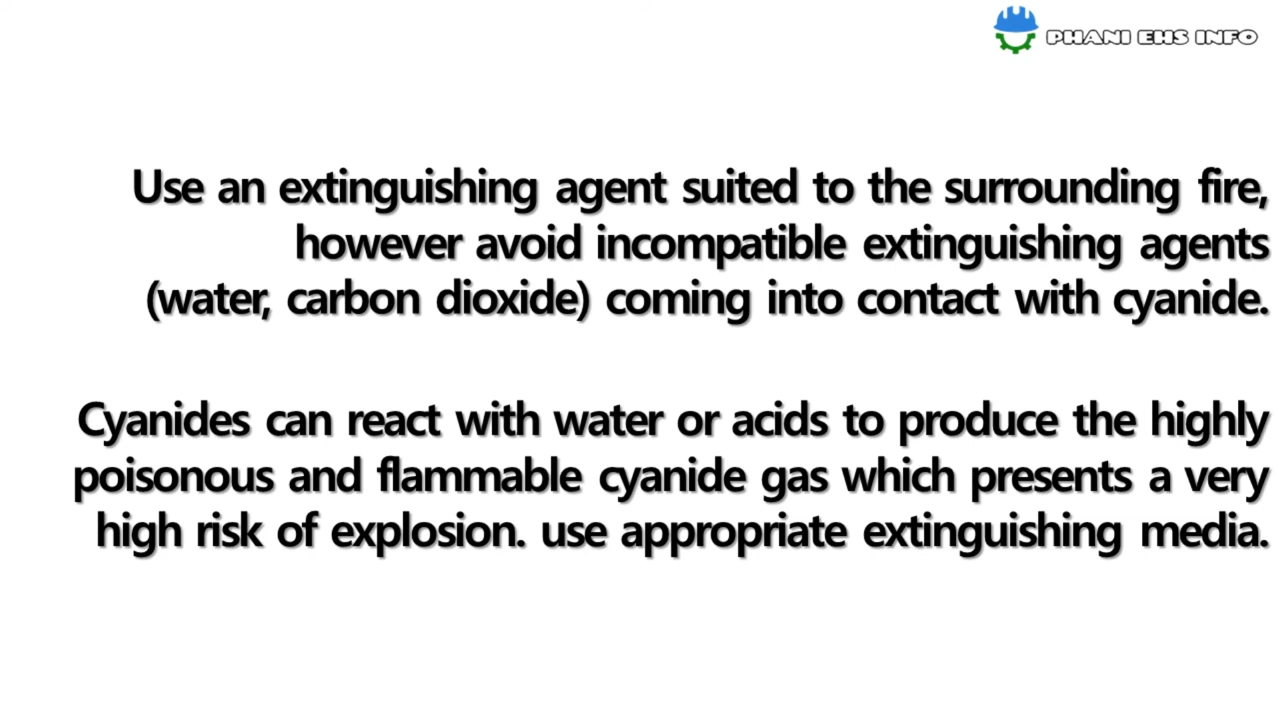 PHANI EHS INFO
Use an extinguishing agent suited to the surrounding fire,
however avoid incompatible extinguishing agents
(water, carbon dioxide) coming into contact with cyanide.
Cyanides can react with water or acids to produce the highly
poisonous and flammable cyanide gas which presents a very
high risk of explosion. use appropriate extinguishing media.